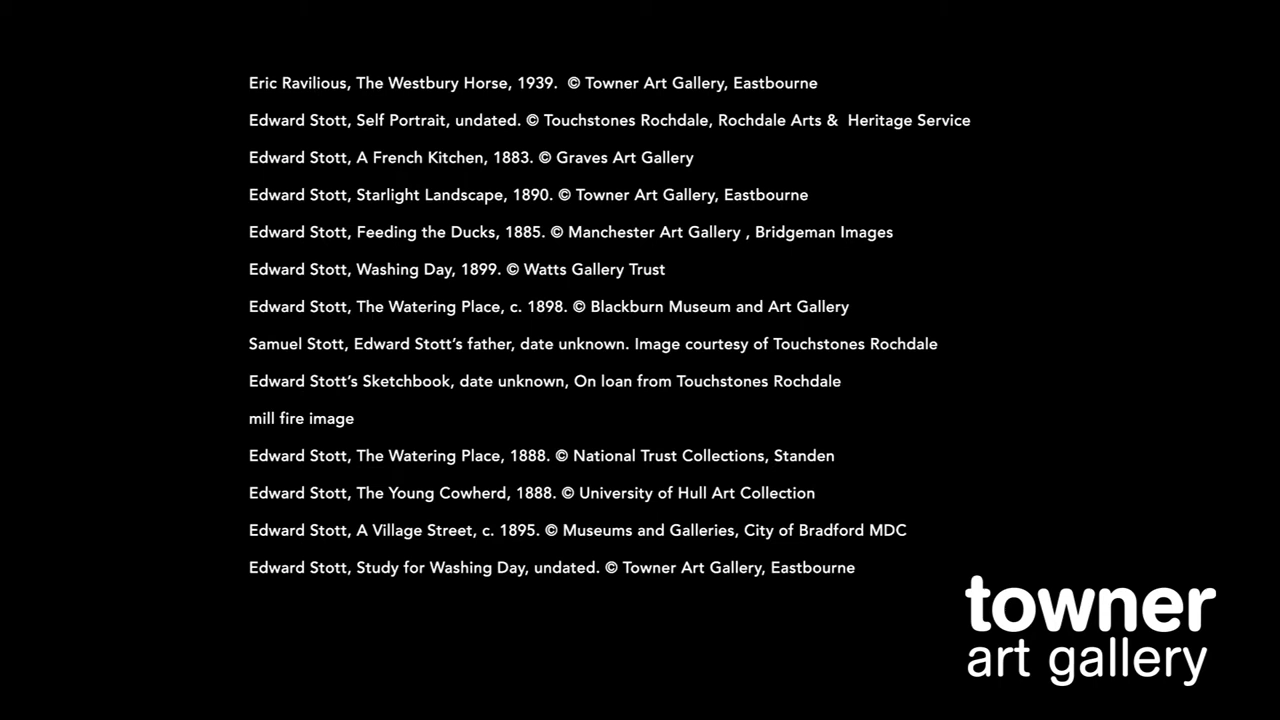 Eric Ravilious, The Westbury Horse, 1939.  © Towner Art Gallery, Eastbourne
Edward Stott, Self Portrait, undated. © Touchstones Rochdale, Rochdale Arts &  Heritage Service
Edward Stott, A French Kitchen, 1883. © Graves Art Gallery
Edward Stott, Starlight Landscape, 1890. © Towner Art Gallery, Eastbourne
Edward Stott, Feeding the Ducks, 1885. © Manchester Art Gallery , Bridgeman Images
Edward Stott, Washing Day, 1899. © Watts Gallery Trust
Edward Stott, The Watering Place, c. 1898. © Blackburn Museum and Art Gallery
Samuel Stott, Edward Stott’s father, date unknown. Image courtesy of Touchstones Rochdale
Edward Stott’s Sketchbook, date unknown, On loan from Touchstones Rochdale
mill fire image
Edward Stott, The Watering Place, 1888. © National Trust Collections, Standen
Edward Stott, The Young Cowherd, 1888. © University of Hull Art Collection
Edward Stott, A Village Street, c. 1895. © Museums and Galleries, City of Bradford MDC
Edward Stott, Study for Washing Day, undated. © Towner Art Gallery, Eastbourne
towner
art gallery